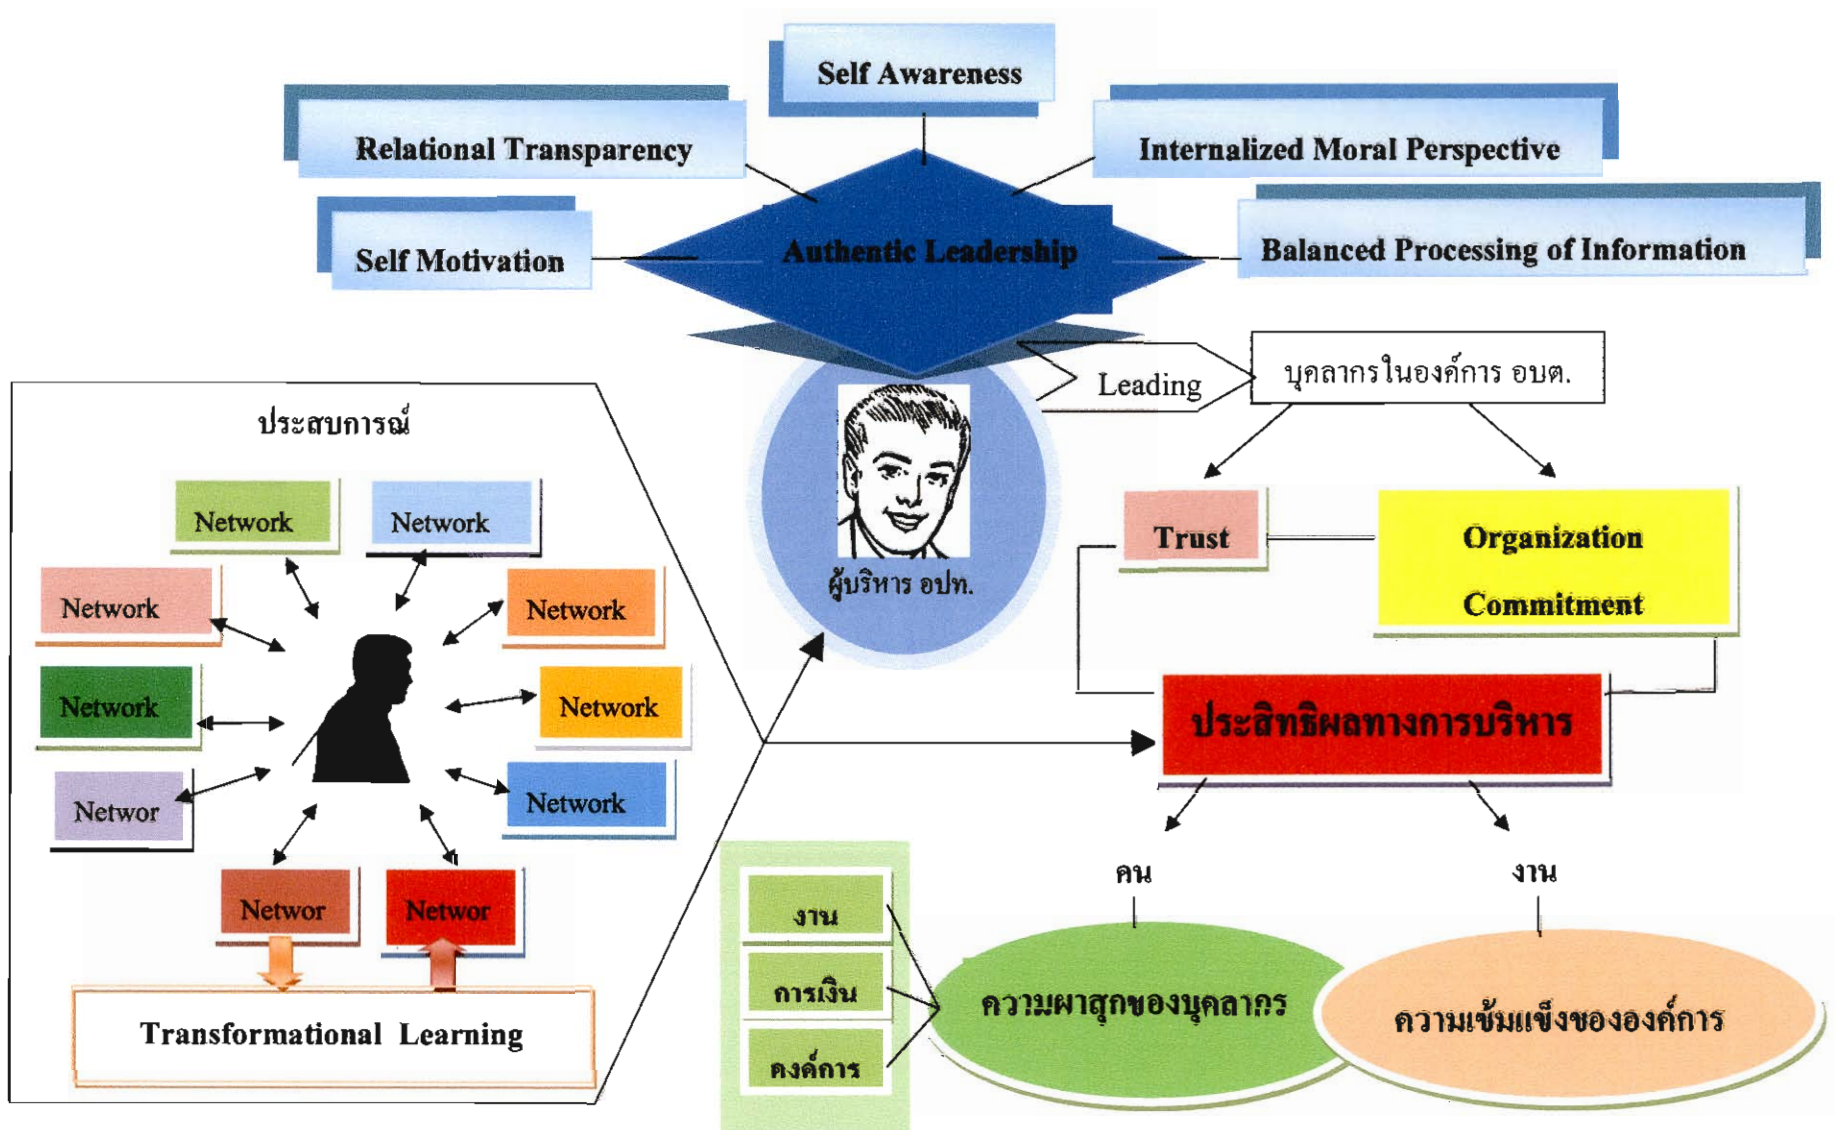 Self Awareness
Relational Transparency
Internalized Moral Perspective
Self Motivation
Authentic Leadership
Balanced Processing of Information
Leading
บุคลากรในองค์การ อบต.
ประสบการณ์
Network
Network
Network
Network
Network
Network
Networ
Network
Networ
Networ
Transformational Learning
ผู้บริหาร อปท.
Trust
Organization
Commitment
ประสิทธิผลทางการบริหาร
คน
งาน
งาน
การเงิน
คงค์การ
ความผาสุกของบุคลากร
ความเข้มแข็งขององค์การ